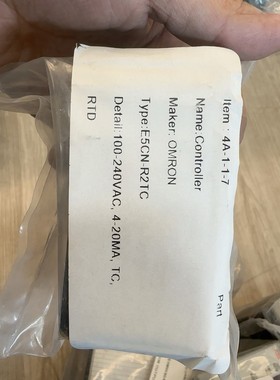 Item : 4A-1-1-7
Part
Name:Controller
Maker: OMRON
Type:E5CN-R2TC
Detail:100-240VAC, 4-20MA, TC,
RTD